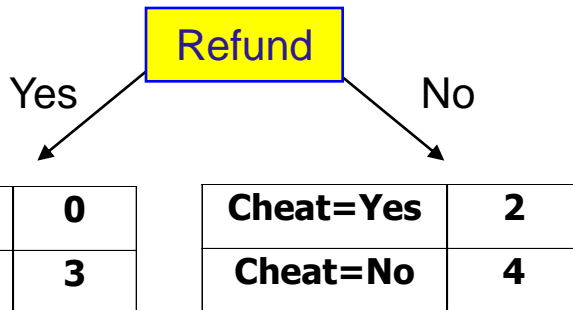 Refund
Yes No
0 Cheat=Yes 2
3 Cheat=No 4